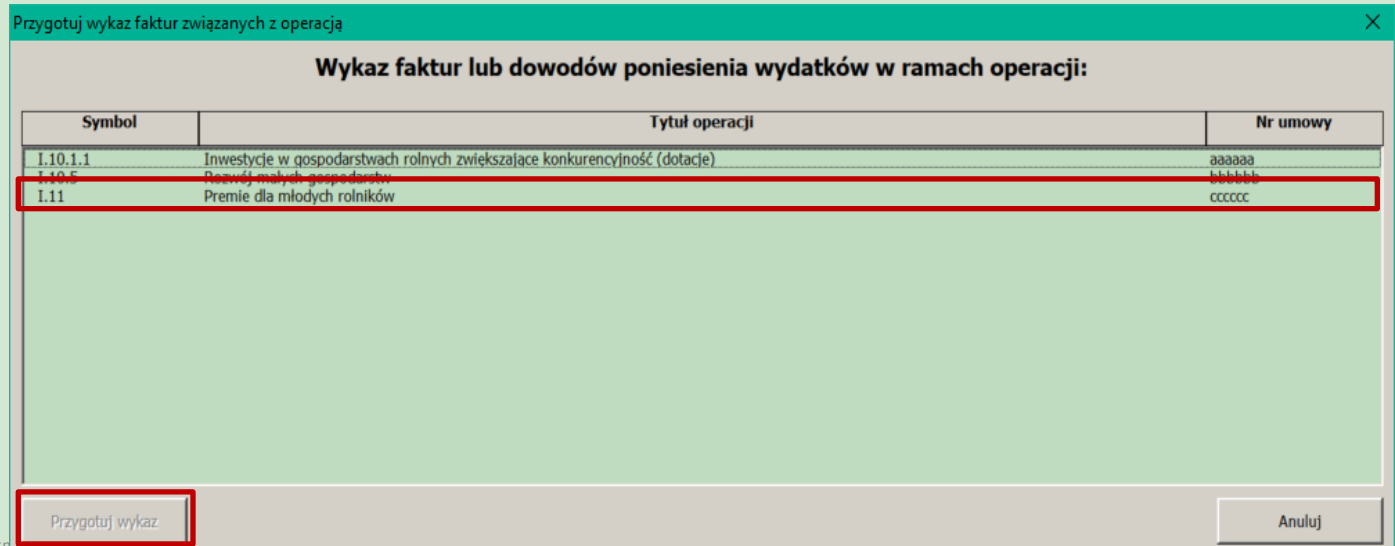 Przygotuj wykaz faktur związanych z operacją
Wykaz faktur lub dowodów poniesienia wydatków w ramach operacji:
Symbol Tytuł operacji Nr umowy
I.10.1.1 Inwestycje w gospodarstwach rolnych zwiększające konkurencyjność (dotacje) aaaaaa
I.10.5 Rozwój małych gospodarstw bbbbbb
I.11 Premie dla młodych rolników cccccc
Przygotuj wykaz Anuluj